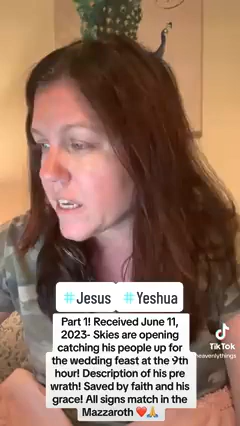 #Jesus #Yeshua
Part 1! Received June 11,
2023- Skies are opening
catching his people up for
the wedding feast at the 9th
hour! Description of his pre
wrath! Saved by faith and his
grace! All signs match in the
Mazzaroth ❤️🙏
TikTok
heavenlythings